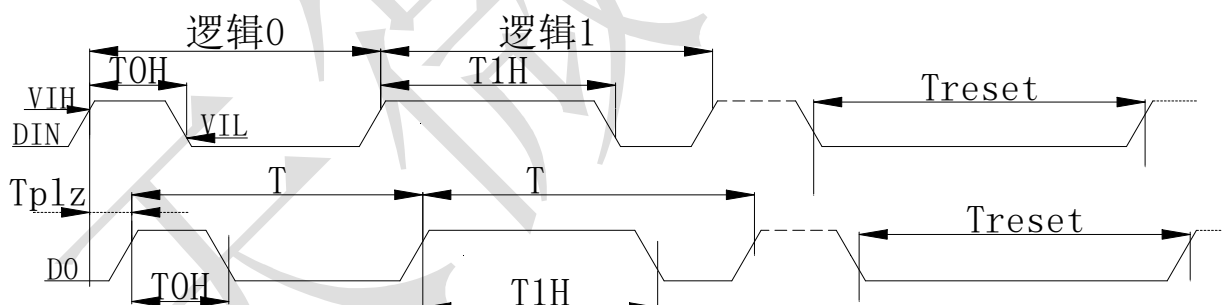 逻辑0 逻辑1
T0H T1H Treset
VIH
DIN VIL
T T
Tplz Treset
DO
T0H T1H